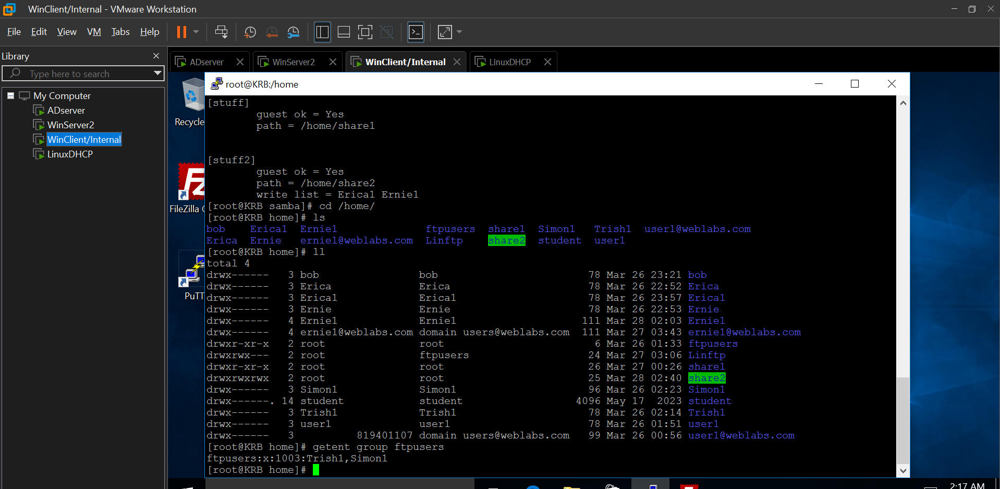 WinClient/Internal - VMware Workstation
File Edit View VM Tabs Help
Library
Type here to search
My Computer
ADserver
WinServer2
WinClient/Internal
LinuxDHCP
ADserver WinServer2 WinClient/Internal LinuxDHCP
Recycle
FileZilla
PuTT
root@KRB:/home
[stuff]
guest ok = Yes
path = /home/share1
[stuff2]
guest ok = Yes
path = /home/share2
write list = Erica1 Ernie1
[root@KRB samba]# cd /home/
[root@KRB home]# ls
bob Erica1 Ernie1 ftpusers share1 Simon1 Trish1 user1@weblabs.com
Erica Ernie ernie1@weblabs.com Linftp share2 student user1
[root@KRB home]# ll
total 4
drwx------ 3 bob bob 78 Mar 26 23:21 bob
drwx------ 3 Erica Erica 78 Mar 26 22:52 Erica
drwx------ 3 Erica1 Erica1 78 Mar 26 23:57 Erica1
drwx------ 3 Ernie Ernie 78 Mar 26 22:53 Ernie
drwx------ 4 Ernie1 Ernie1 111 Mar 28 02:03 Ernie1
drwx------ 4 ernie1@weblabs.com domain users@weblabs.com 111 Mar 27 03:43 ernie1@weblabs.com
drwxr-xr-x 2 root root 6 Mar 26 01:33 ftpusers
drwxrwx--- 2 root ftpusers 24 Mar 27 03:06 Linftp
drwxr-xr-x 2 root root 26 Mar 27 00:26 share1
drwxrwxrwx 2 root root 25 Mar 28 02:40 share2
drwx------ 3 Simon1 Simon1 96 Mar 26 02:23 Simon1
drwx------. 14 student student 4096 May 17 2023 student
drwx------ 3 Trish1 Trish1 78 Mar 26 02:14 Trish1
drwx------ 3 user1 user1 78 Mar 26 01:51 user1
drwx------ 3 819401107 domain users@weblabs.com 99 Mar 26 00:56 user1@weblabs.com
[root@KRB home]# getent group ftpusers
ftpusers:x:1003:Trish1,Simon1
[root@KRB home]#
2:17 AM